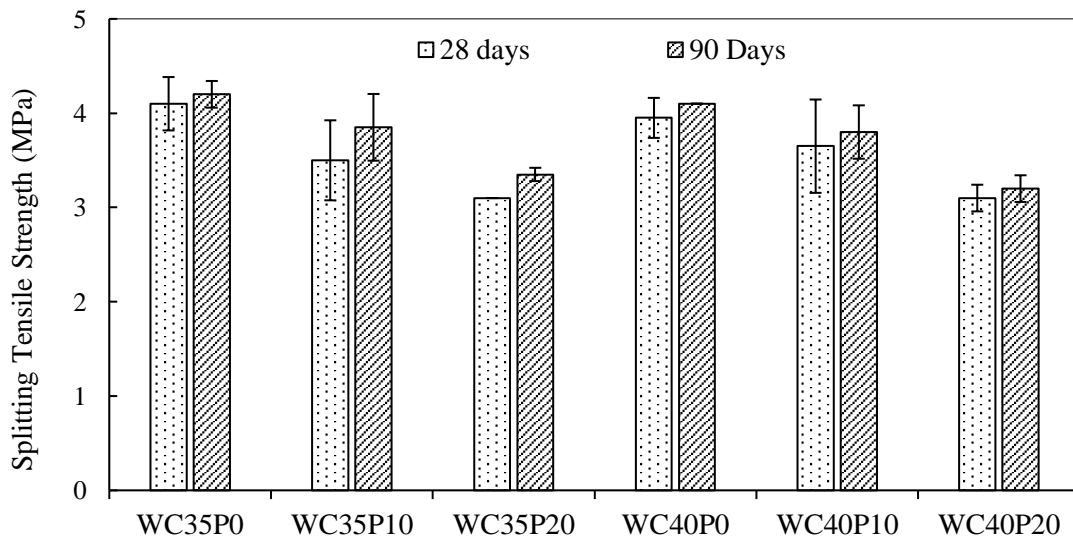 Splitting Tensile Strength (MPa)
5
4
3
2
1
0
28 days
90 Days
WC35P0 WC35P10 WC35P20 WC40P0 WC40P10 WC40P20